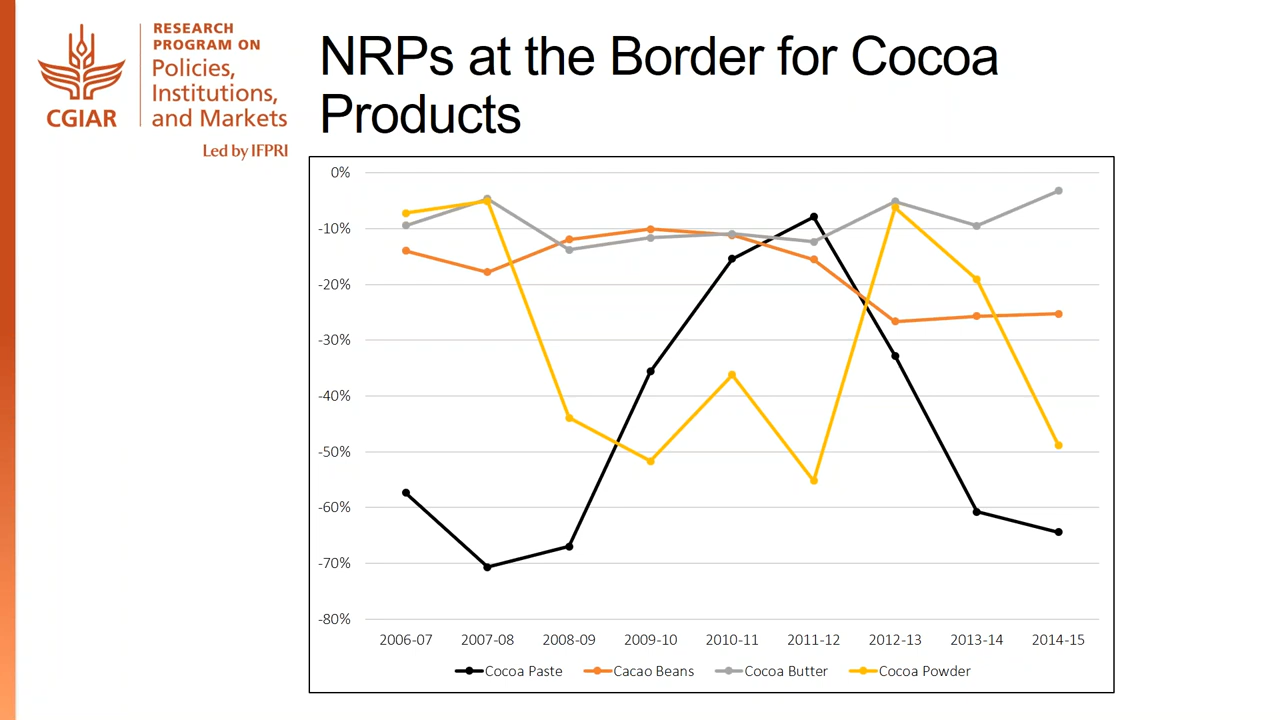 RESEARCH
PROGRAM ON
Policies,
Institutions,
and Markets
CGIAR
Led by IFPRI
NRPs at the Border for Cocoa
Products
0%
-10%
-20%
-30%
-40%
-50%
-60%
-70%
-80%
2006-07 2007-08 2008-09 2009-10 2010-11 2011-12 2012-13 2013-14 2014-15
Cocoa Paste Cacao Beans Cocoa Butter Cocoa Powder